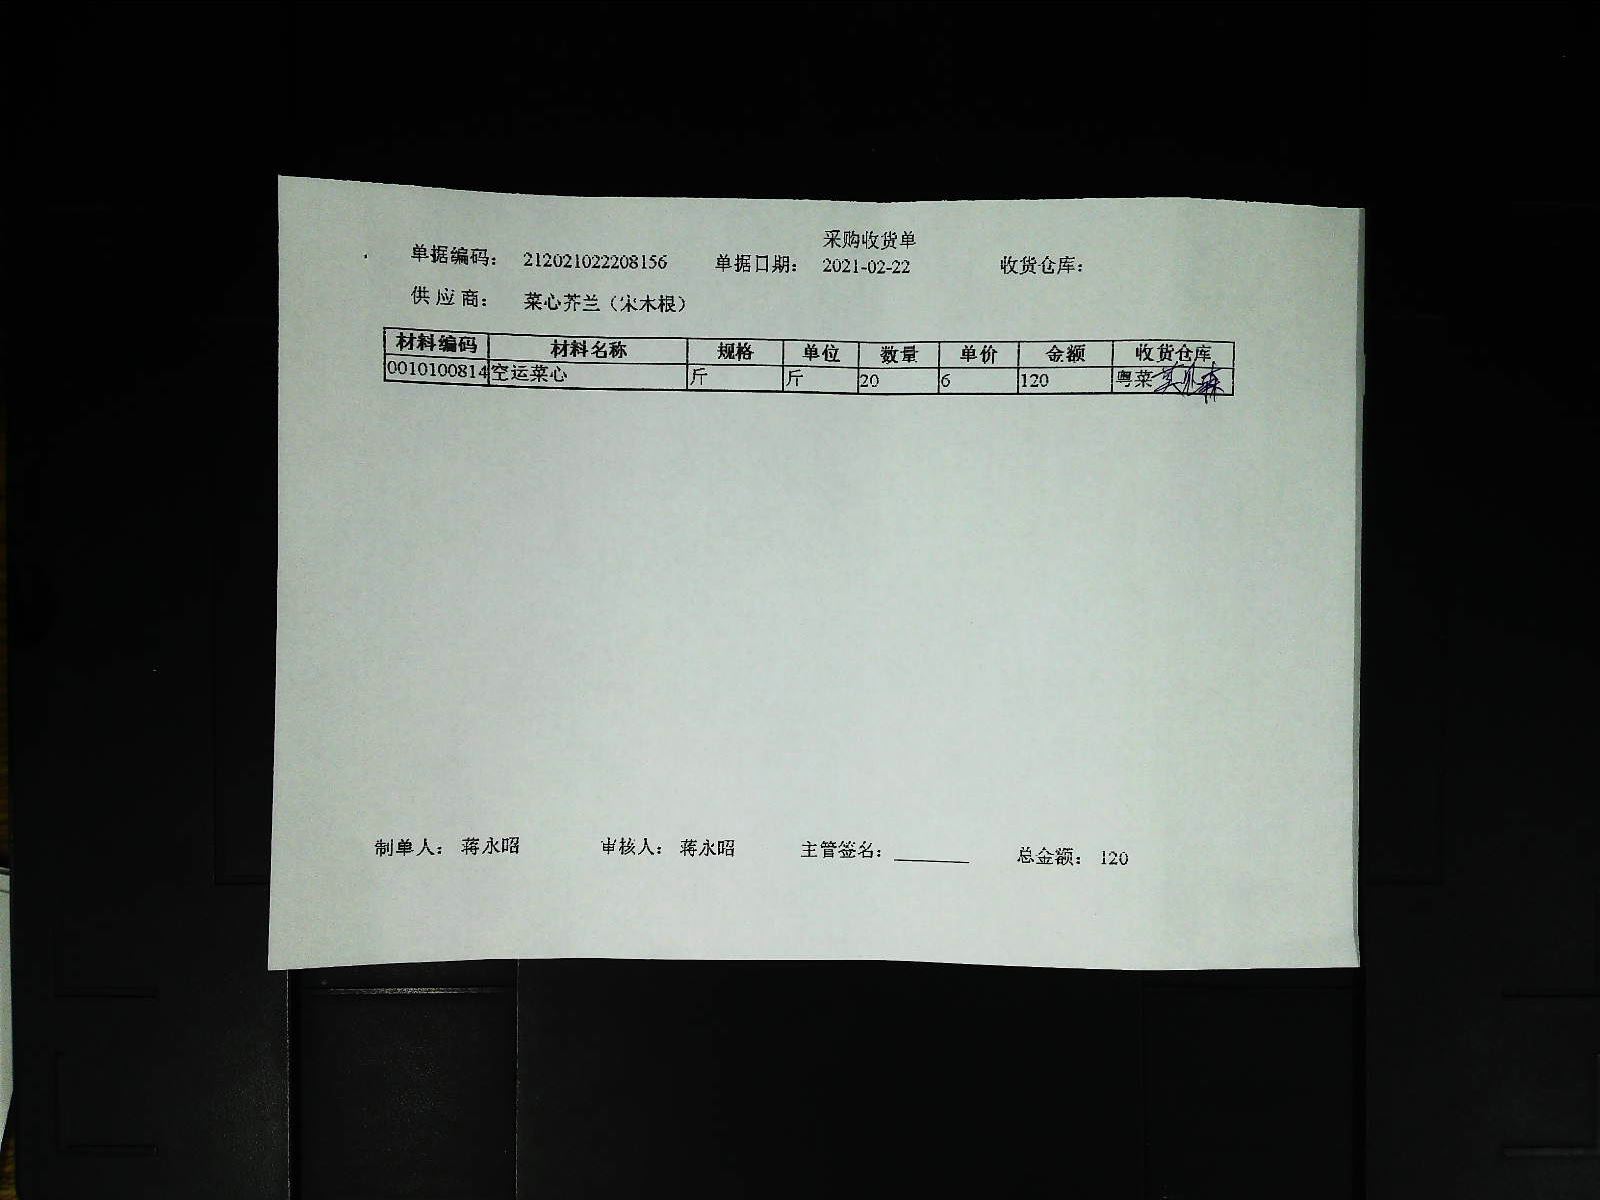 采购收货单
单据编码: 212021022208156 单据日期: 2021-02-22 收货仓库:
供应商: 菜心芥兰（宋木根）
材料编码 材料名称 规格 单位 数量 单价 金额 收货仓库
0010100814 空运菜心 斤 斤 20 6 120 粤菜
制单人: 蒋永昭 审核人: 蒋永昭 主管签名: 总金额: 120